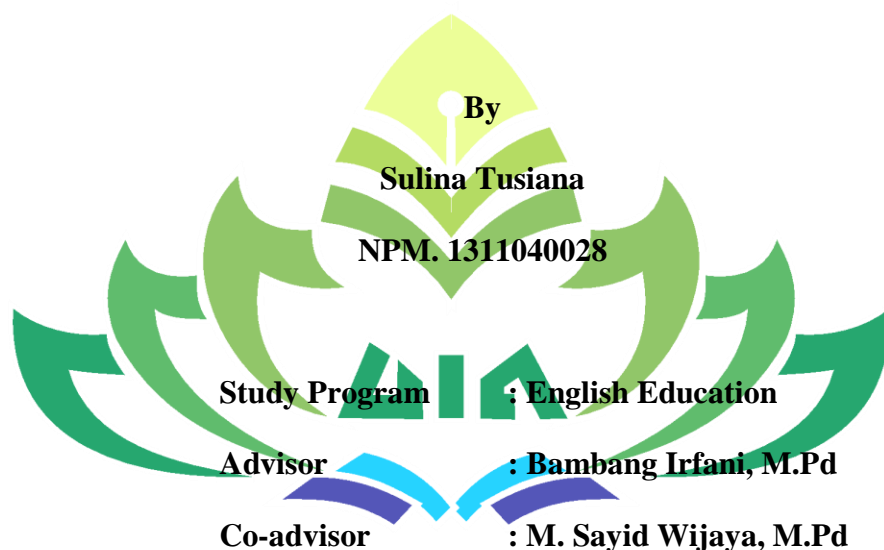 By
Sulina Tusiana
NPM. 1311040028
Study Program : English Education
Advisor : Bambang Irfani, M.Pd
Co-advisor : M. Sayid Wijaya, M.Pd